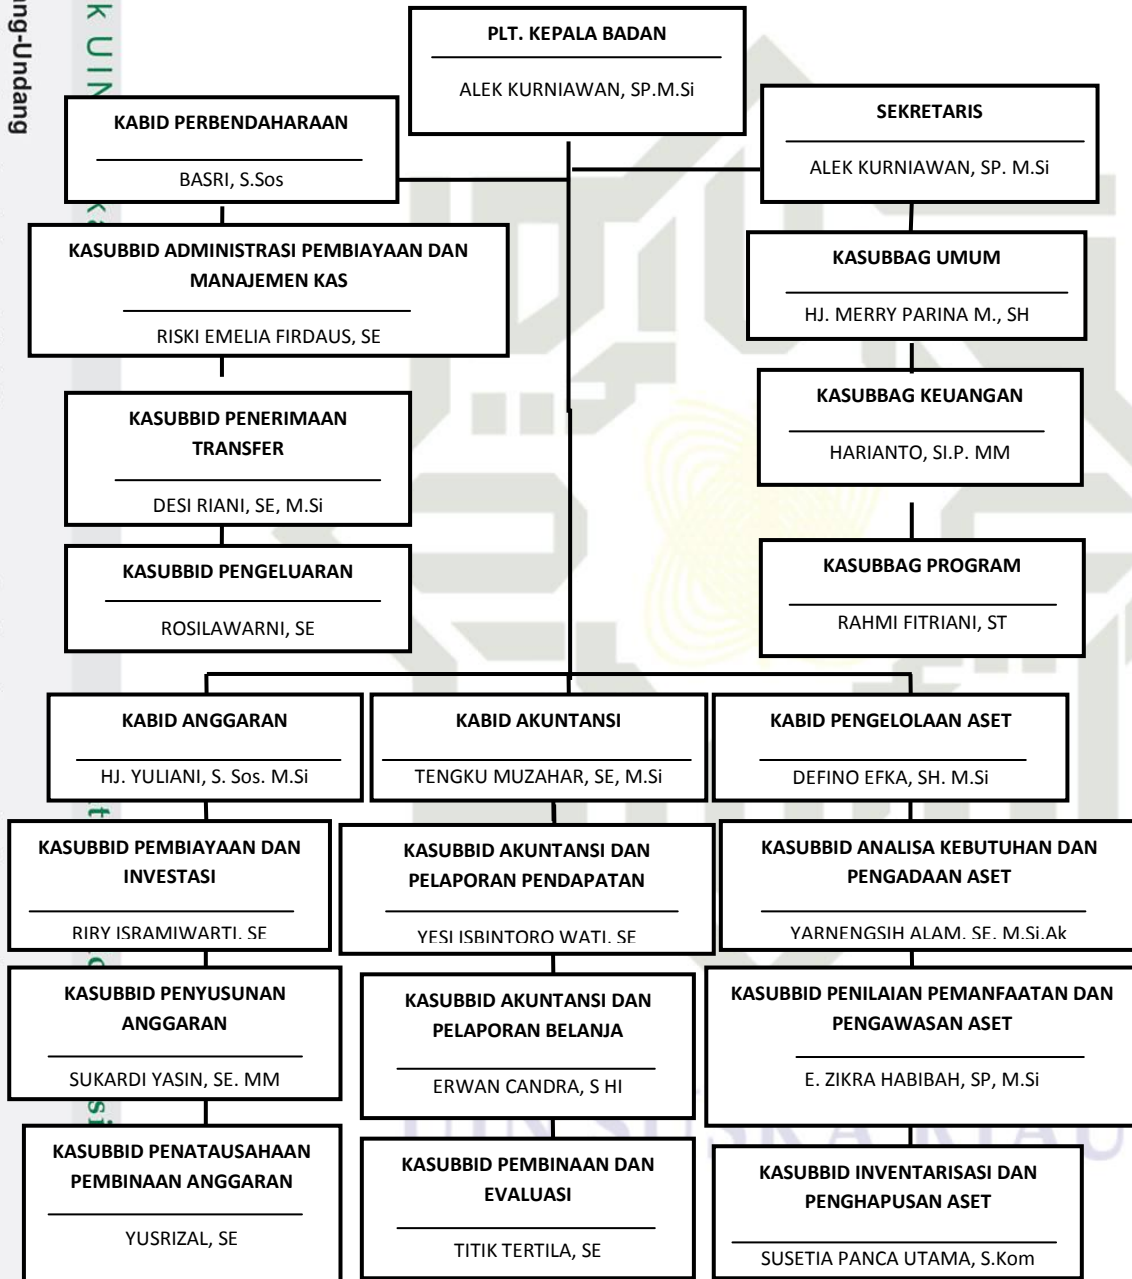 ang-Undang
k UIN
PLT. KEPALA BADAN
ALEK KURNIAWAN, SP.M.Si
KABID PERBENDAHARAAN
BASRI, S.Sos
SEKRETARIS
ALEK KURNIAWAN, SP. M.Si
KASUBBID ADMINISTRASI PEMBIAYAAN DAN
MANAJEMEN KAS
RISKI EMELIA FIRDAUS, SE
KASUBBAG UMUM
HJ. MERRY PARINA M., SH
KASUBBID PENERIMAAN
TRANSFER
DESI RIANI, SE, M.Si
KASUBBAG KEUANGAN
HARIANTO, SI.P. MM
KASUBBID PENGELUARAN
ROSILAWARNI, SE
KASUBBAG PROGRAM
RAHMI FITRIANI, ST
KABID ANGGARAN
HJ. YULIANI, S. Sos. M.Si
KABID AKUNTANSI
TENGKU MUZAHAR, SE, M.Si
KABID PENGELOLAAN ASET
DEFINO EFKA, SH. M.Si
KASUBBID PEMBIAYAAN DAN
INVESTASI
RIRY ISRAMIWARTI. SE
KASUBBID AKUNTANSI DAN
PELAPORAN PENDAPATAN
YESI ISBINTORO WATI. SE
KASUBBID ANALISA KEBUTUHAN DAN
PENGADAAN ASET
YARNENGSIH ALAM. SE. M.Si.Ak
KASUBBID PENYUSUNAN
ANGGARAN
SUKARDI YASIN, SE. MM
KASUBBID AKUNTANSI DAN
PELAPORAN BELANJA
ERWAN CANDRA, S HI
KASUBBID PENILAIAN PEMANFAATAN DAN
PENGAWASAN ASET
E. ZIKRA HABIBAH, SP, M.Si
KASUBBID PENATAUSAHAAN
PEMBINAAN ANGGARAN
YUSRIZAL, SE
KASUBBID PEMBINAAN DAN
EVALUASI
TITIK TERTILA, SE
KASUBBID INVENTARISASI DAN
PENGHAPUSAN ASET
SUSETIA PANCA UTAMA, S.Kom
UIN SUSKA RIAU